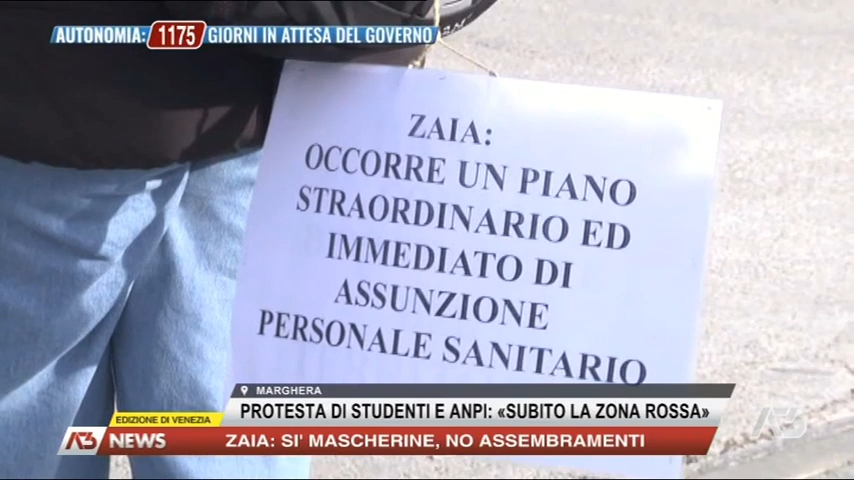 AUTONOMIA: 1175 GIORNI IN ATTESA DEL GOVERNO
ZAIA:
OCCORRE UN PIANO
STRAORDINARIO ED
IMMEDIATO DI
ASSUNZIONE
PERSONALE SANITARIO
MARGHERA
PROTESTA DI STUDENTI E ANPI: «SUBITO LA ZONA ROSSA»
EDIZIONE DI VENEZIA
A3 NEWS
ZAIA: SI' MASCHERINE, NO ASSEMBRAMENTI
A3